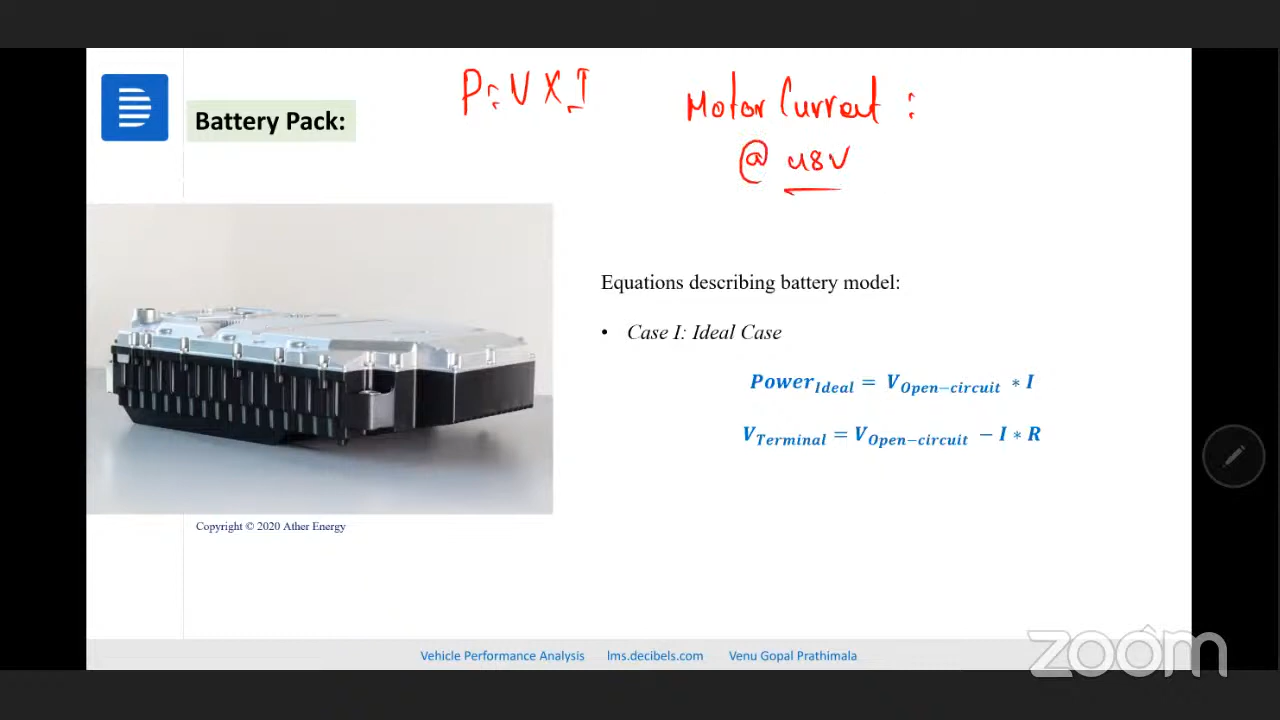 P = V X I
Motor Current :
@ 48V
Battery Pack:
Equations describing battery model:
• Case I: Ideal Case
Power_Ideal = V_Open−circuit ∗ I
V_Terminal = V_Open−circuit − I ∗ R
Copyright © 2020 Ather Energy
Vehicle Performance Analysis lms.decibels.com Venu Gopal Prathimala
zoom